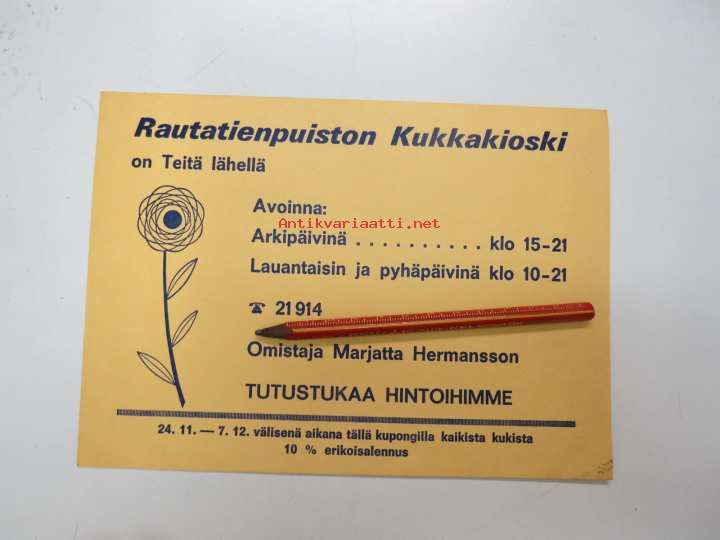 Rautatienpuiston Kukkakioski
on Teitä lähellä
Avoinna:
Antikvariaatti.net
Arkipäivinä . . . . . . . . . . klo 15-21
Lauantaisin ja pyhäpäivinä klo 10-21
☎ 21 914
Omistaja Marjatta Hermansson
TUTUSTUKAA HINTOIHIMME
24. 11. — 7. 12. välisenä aikana tällä kupongilla kaikista kukista
10 % erikoisalennus